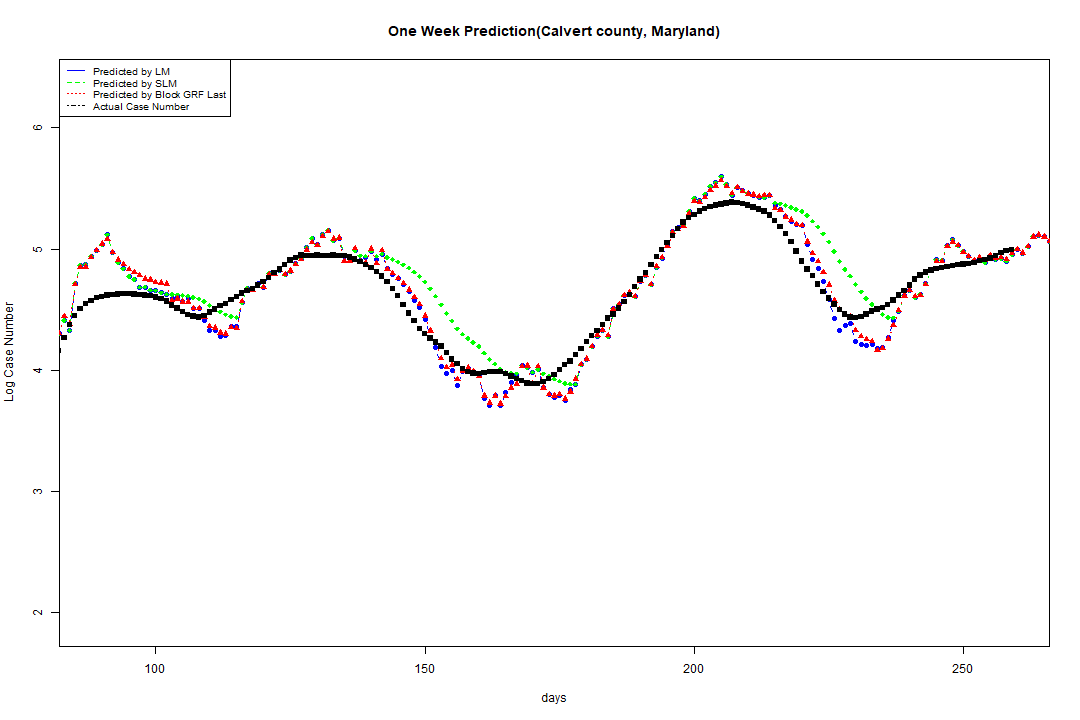 One Week Prediction(Calvert county, Maryland)
Predicted by LM
Predicted by SLM
Predicted by Block GRF Last
Actual Case Number
6
5
4
3
2
Log Case Number
100 150 200 250
days